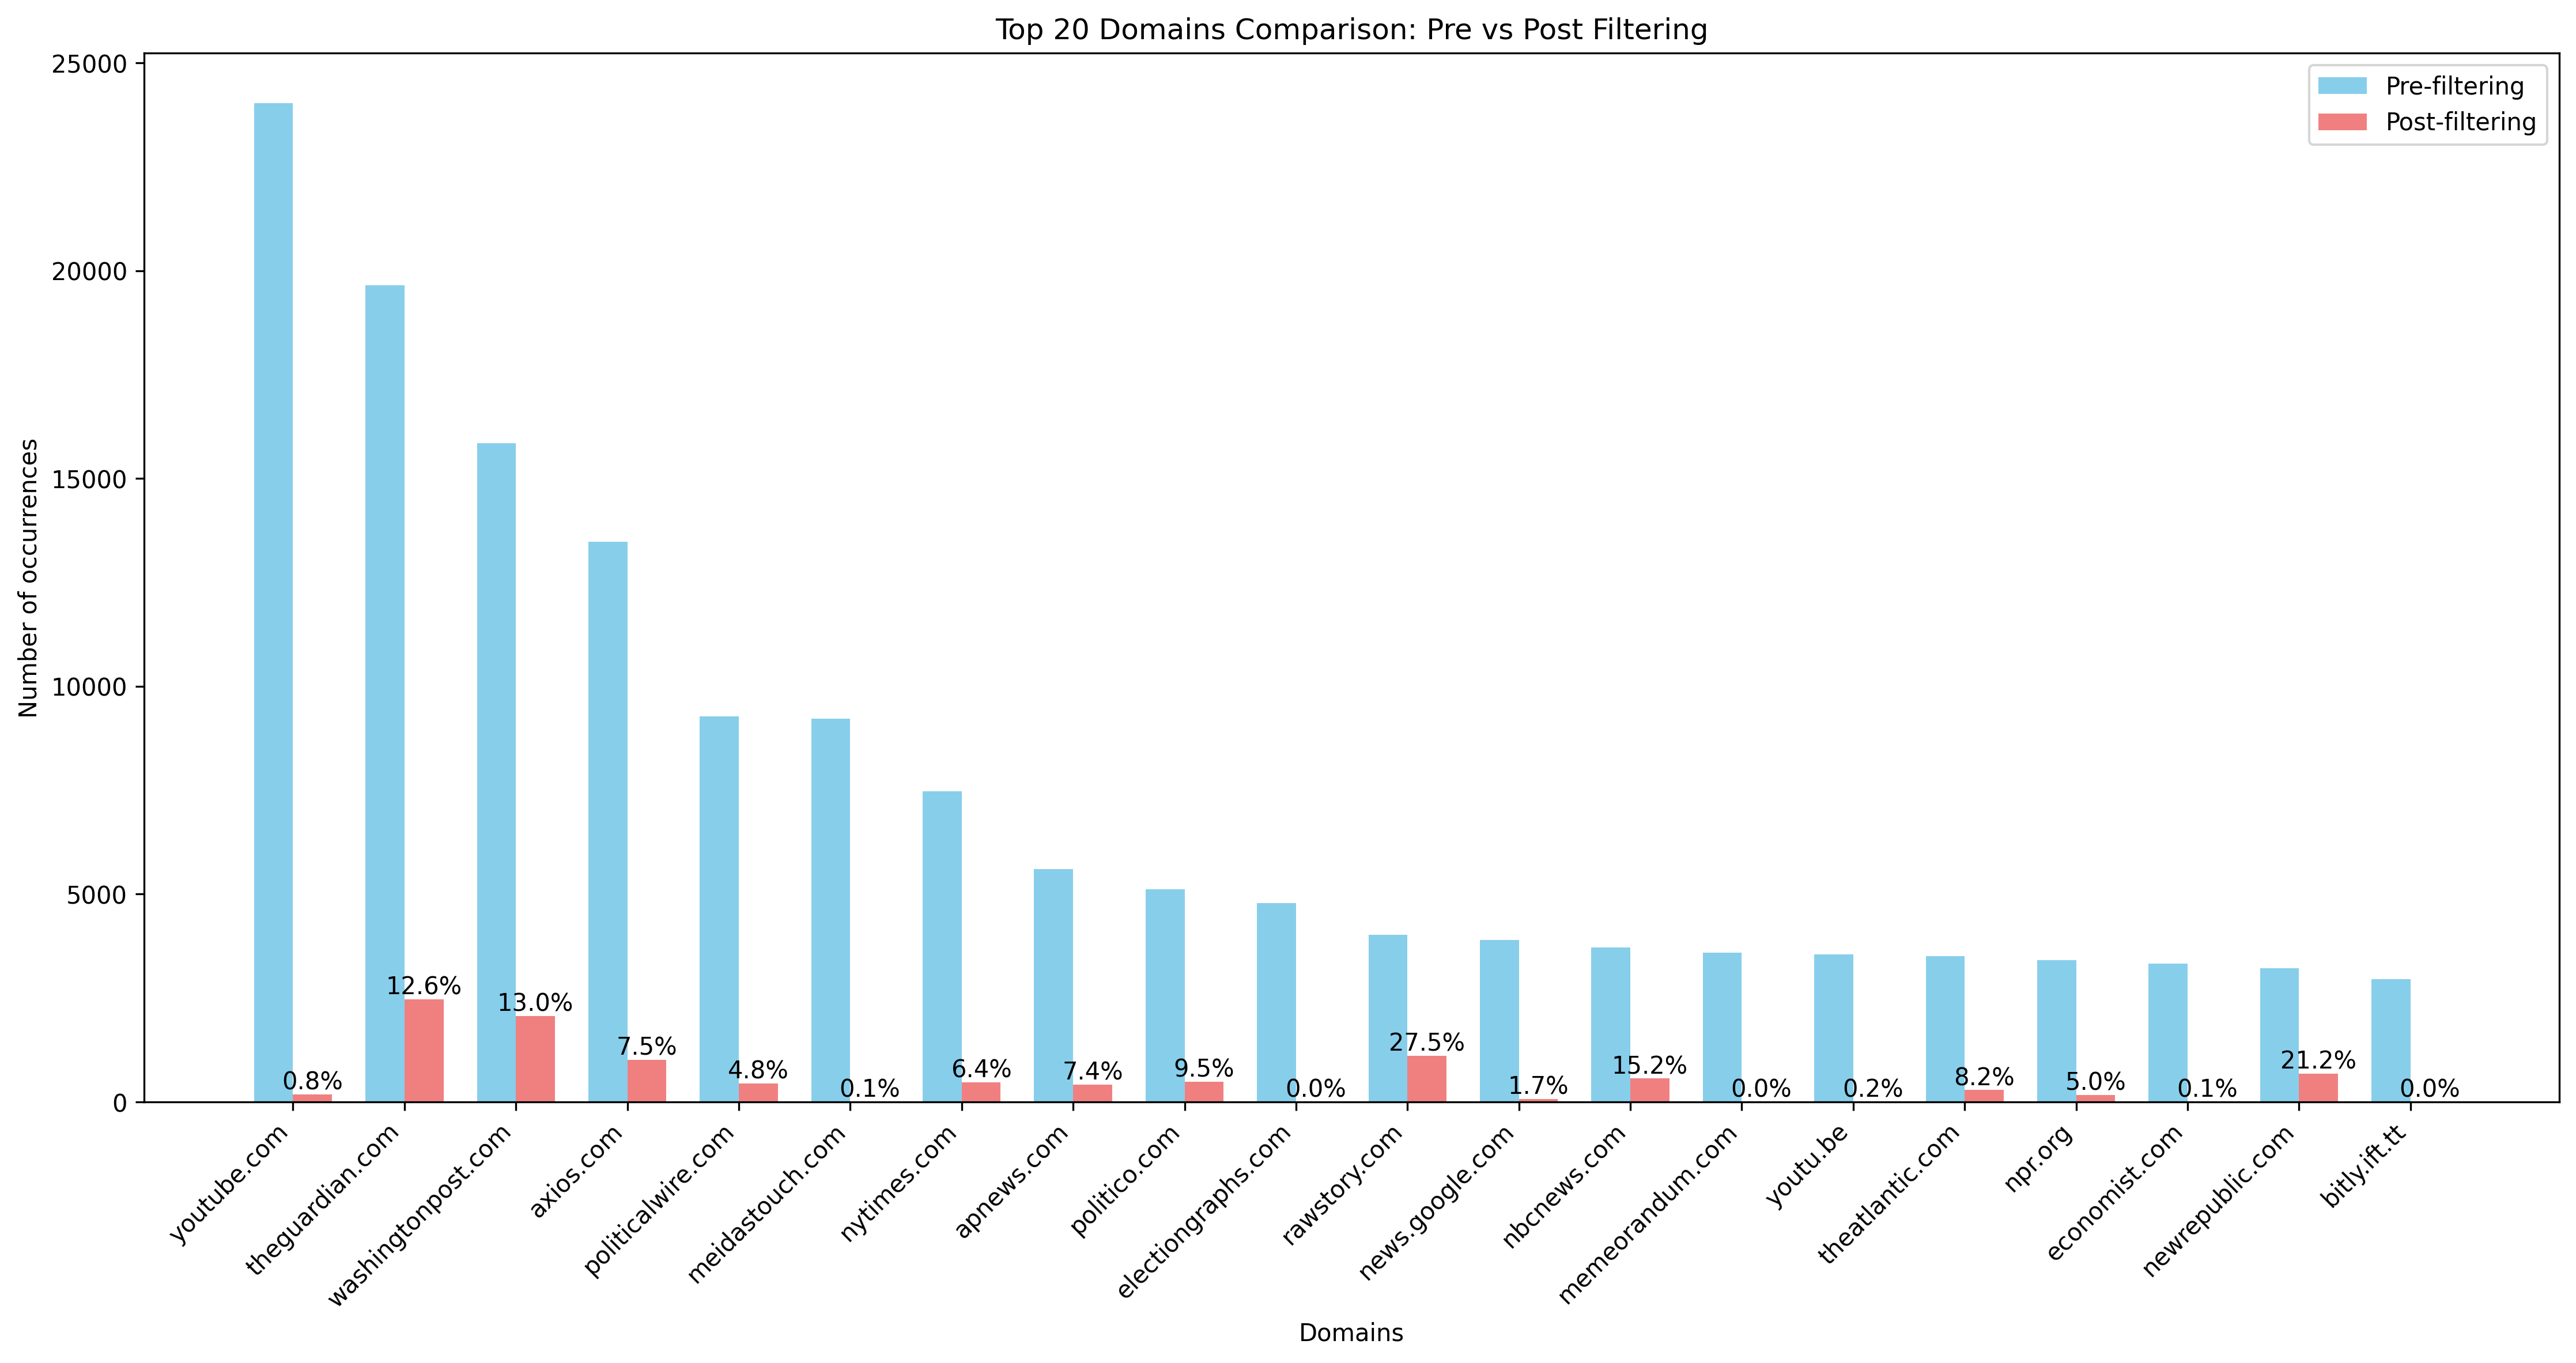 Top 20 Domains Comparison: Pre vs Post Filtering
Pre-filtering
Post-filtering
Number of occurrences
25000
20000
15000
10000
5000
0
0.8%
12.6%
13.0%
7.5%
4.8%
0.1%
6.4%
7.4%
9.5%
0.0%
27.5%
1.7%
15.2%
0.0%
0.2%
8.2%
5.0%
0.1%
21.2%
0.0%
youtube.com
theguardian.com
washingtonpost.com
axios.com
politicalwire.com
meidastouch.com
nytimes.com
apnews.com
politico.com
electiongraphs.com
rawstory.com
news.google.com
nbcnews.com
memeorandum.com
youtu.be
theatlantic.com
npr.org
economist.com
newrepublic.com
bitly.ift.tt
Domains